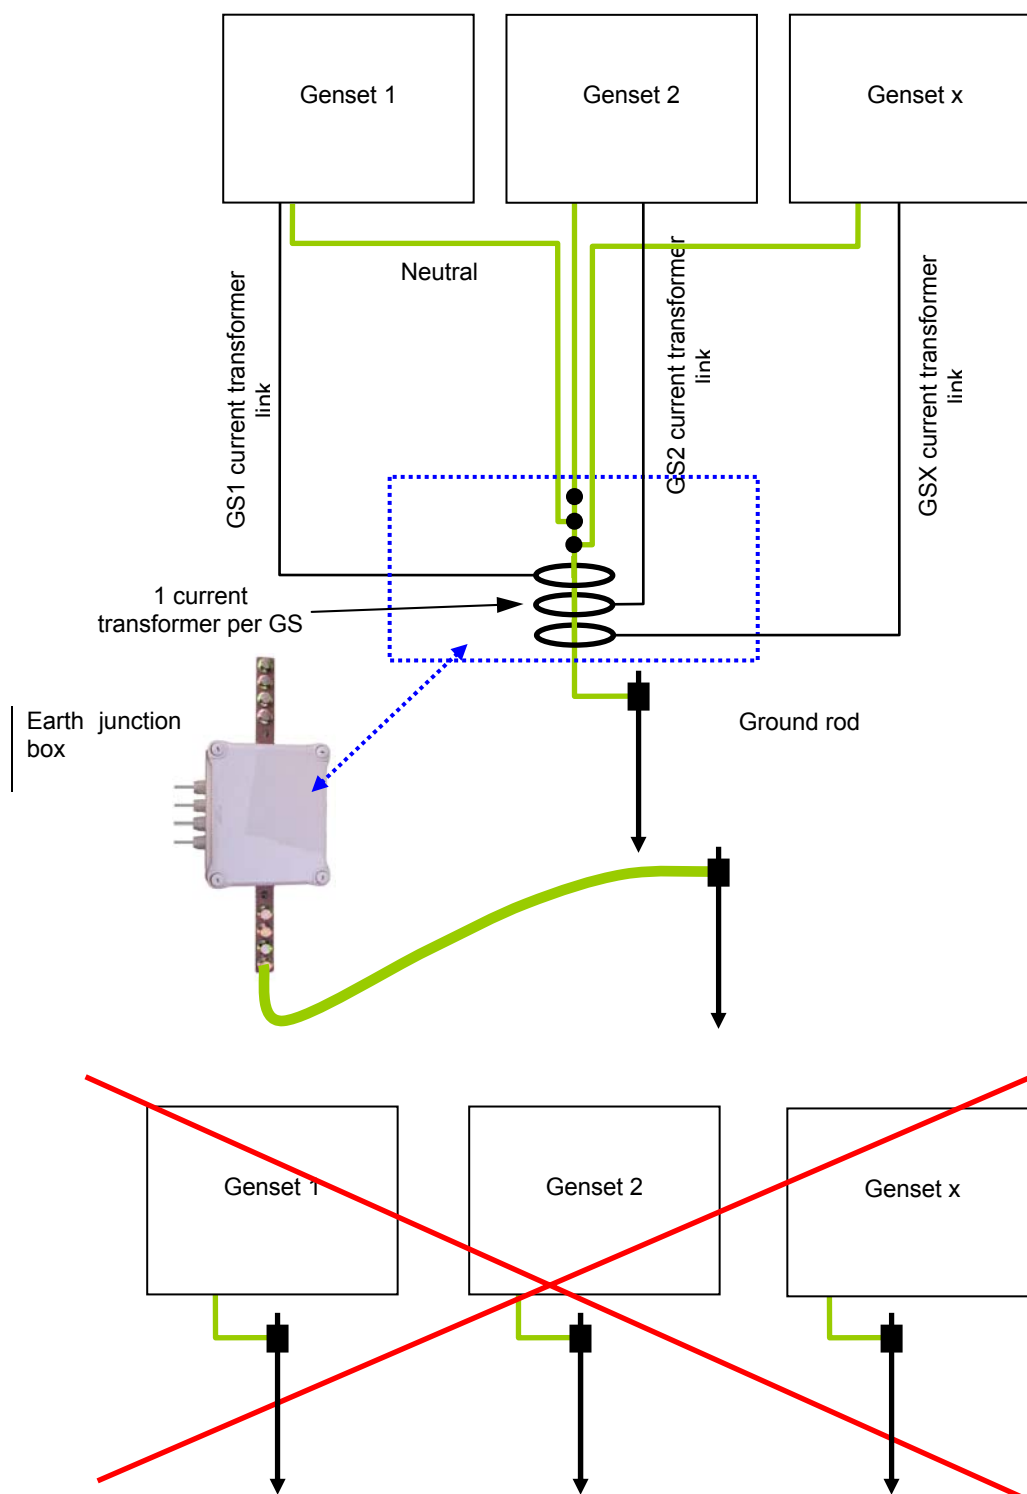 Genset 1
Genset 2
Genset x
Neutral
GS1 current transformer
link
GS2 current transformer
link
GSX current transformer
link
1 current
transformer per GS
Earth junction
box
Ground rod
Genset 1
Genset 2
Genset x